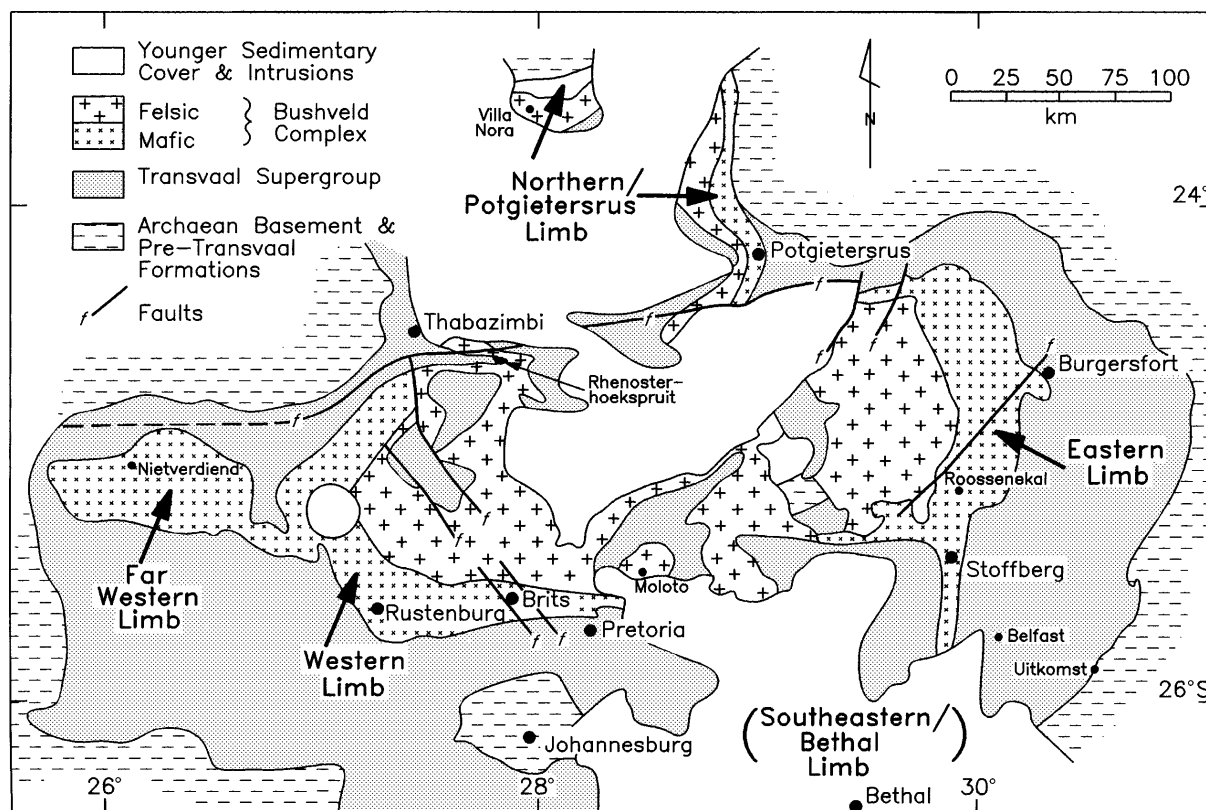 Younger Sedimentary
Cover & Intrusions
Felsic
Mafic
Bushveld
Complex
Transvaal Supergroup
Archaean Basement &
Pre-Transvaal
Formations
f Faults
Villa
Nora
N
0 25 50 75 100
km
Northern/
Potgietersrus
Limb
24°
Potgietersrus
f
f
Thabazimbi
Rhenoster-
hoekspruit
f
f
Burgersfort
Eastern
Limb
Nietverdiend
Roossenekal
f
f
Far
Western
Limb
Moloto
Stoffberg
Rustenburg
Brits
f
f
Pretoria
Belfast
Uitkomst
Western
Limb
26°S
(Southeastern/
Bethal
Limb)
Johannesburg
26°
28°
30°
Bethal